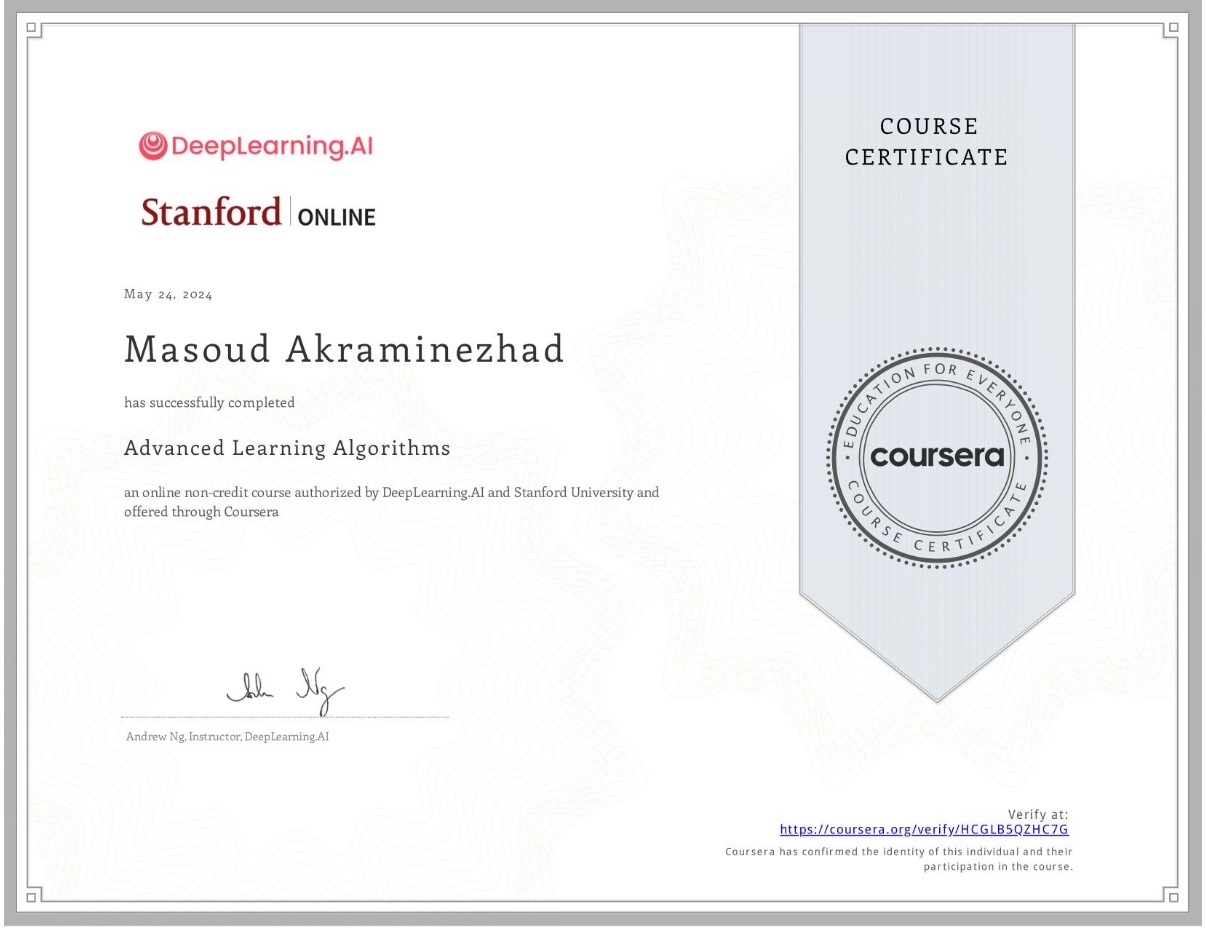 DeepLearning.AI
Stanford | ONLINE
May 24, 2024
Masoud Akraminezhad
has successfully completed
Advanced Learning Algorithms
an online non-credit course authorized by DeepLearning.AI and Stanford University and
offered through Coursera
Andrew Ng, Instructor, DeepLearning.AI
COURSE
CERTIFICATE
EDUCATION FOR EVERYONE
coursera
COURSE CERTIFICATE
Verify at:
https://coursera.org/verify/HCGLB5QZHC7G
Coursera has confirmed the identity of this individual and their
participation in the course.